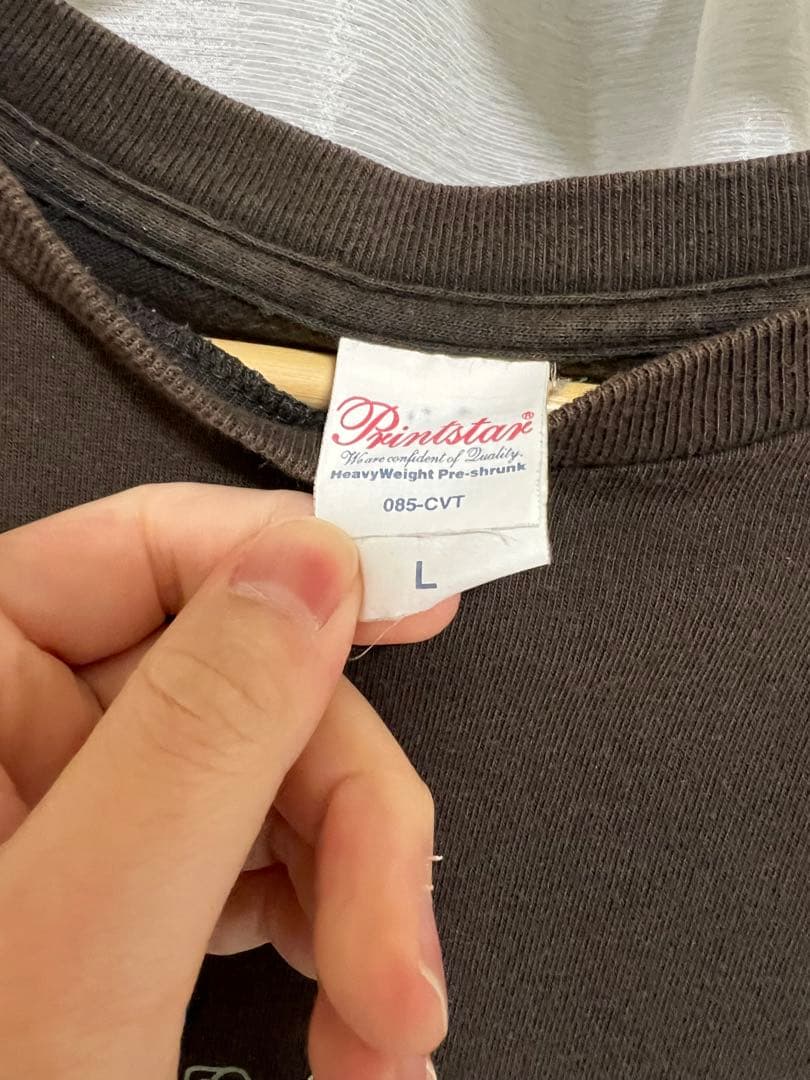 Printstar®
We are confident of Quality.
HeavyWeight Pre-shrunk
085-CVT
L